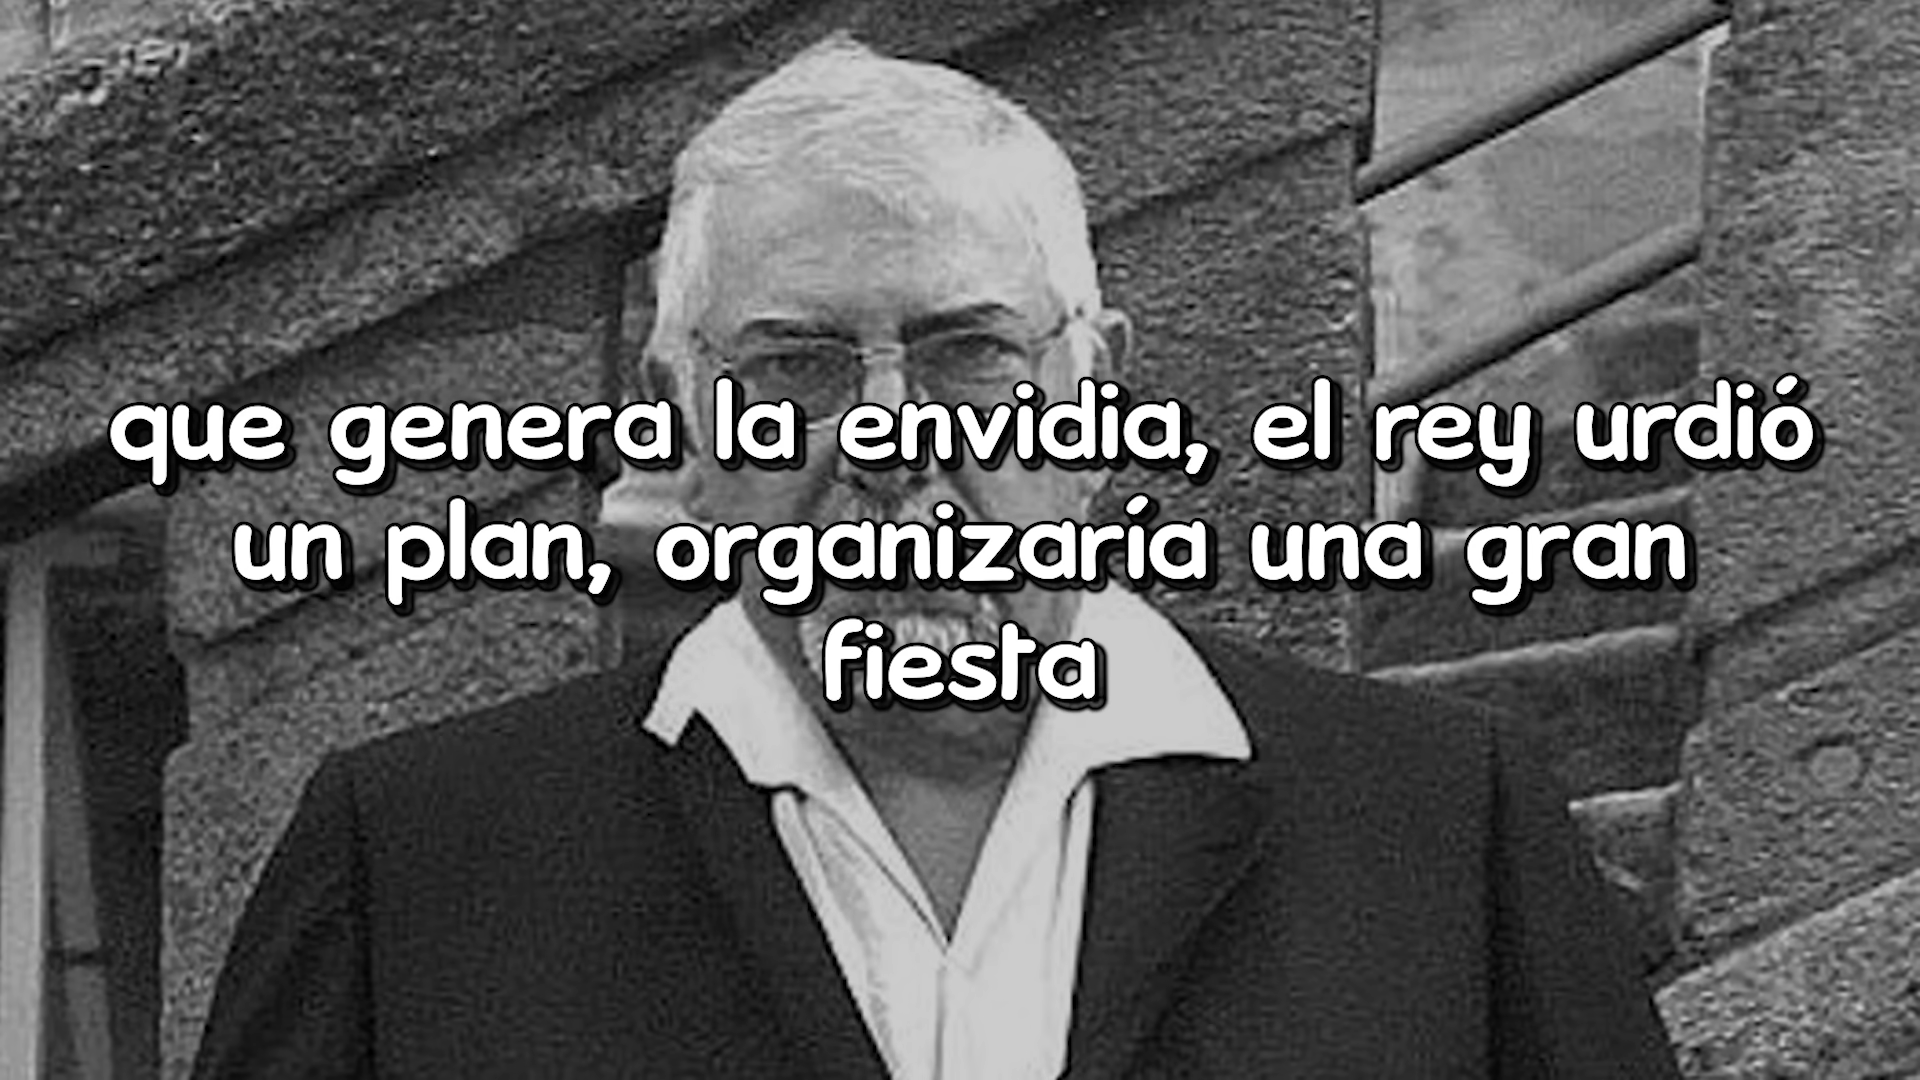 que genera la envidia, el rey urdió
un plan, organizaría una gran
fiesta